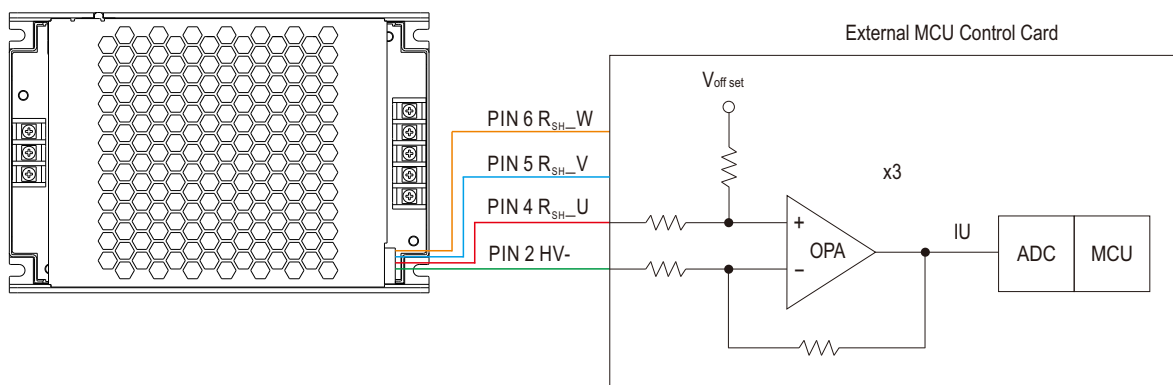 External MCU Control Card
Voff set
PIN 6 RSH_W
PIN 5 RSH_V
x3
PIN 4 RSH_U
+
OPA
IU
ADC
MCU
PIN 2 HV-
−